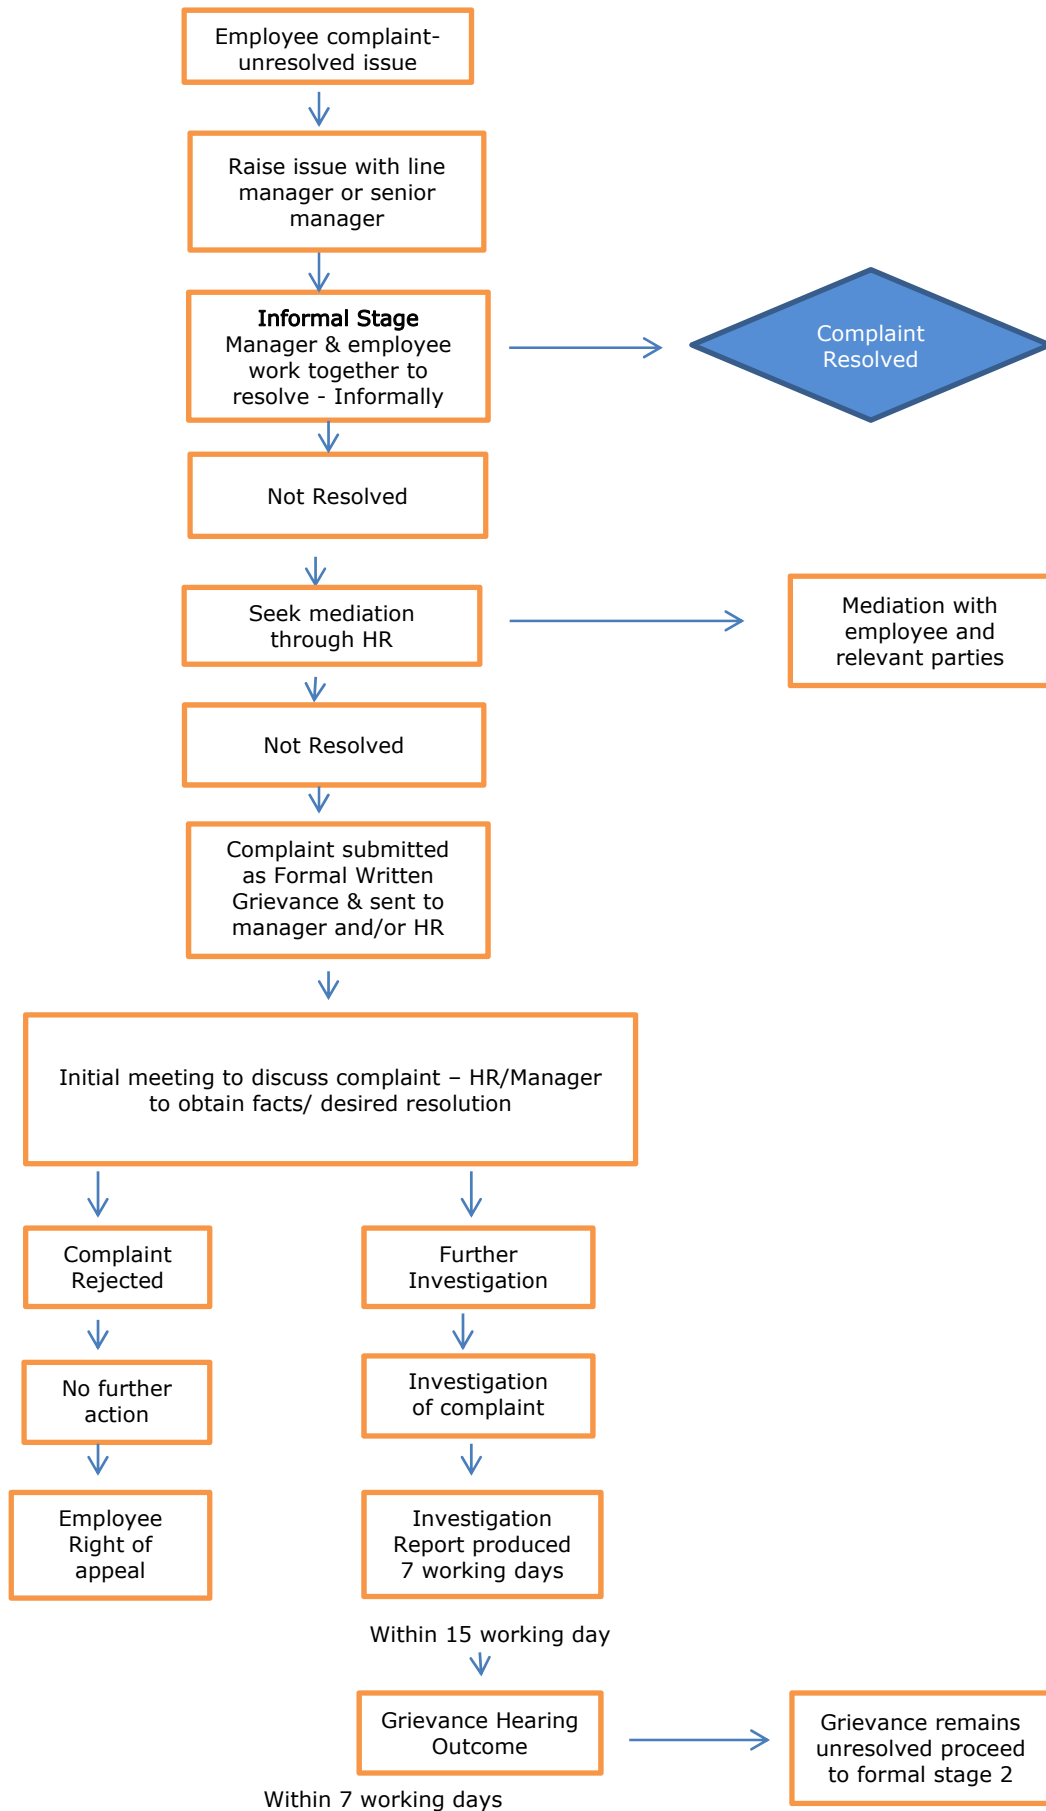 Employee complaint-
unresolved issue
Raise issue with line
manager or senior
manager
Informal Stage
Manager & employee
work together to
resolve - Informally
Complaint
Resolved
Not Resolved
Seek mediation
through HR
Mediation with
employee and
relevant parties
Not Resolved
Complaint submitted
as Formal Written
Grievance & sent to
manager and/or HR
Initial meeting to discuss complaint – HR/Manager
to obtain facts/ desired resolution
Complaint
Rejected
Further
Investigation
No further
action
Investigation
of complaint
Employee
Right of
appeal
Investigation
Report produced
7 working days
Within 15 working day
Grievance Hearing
Outcome
Grievance remains
unresolved proceed
to formal stage 2
Within 7 working days